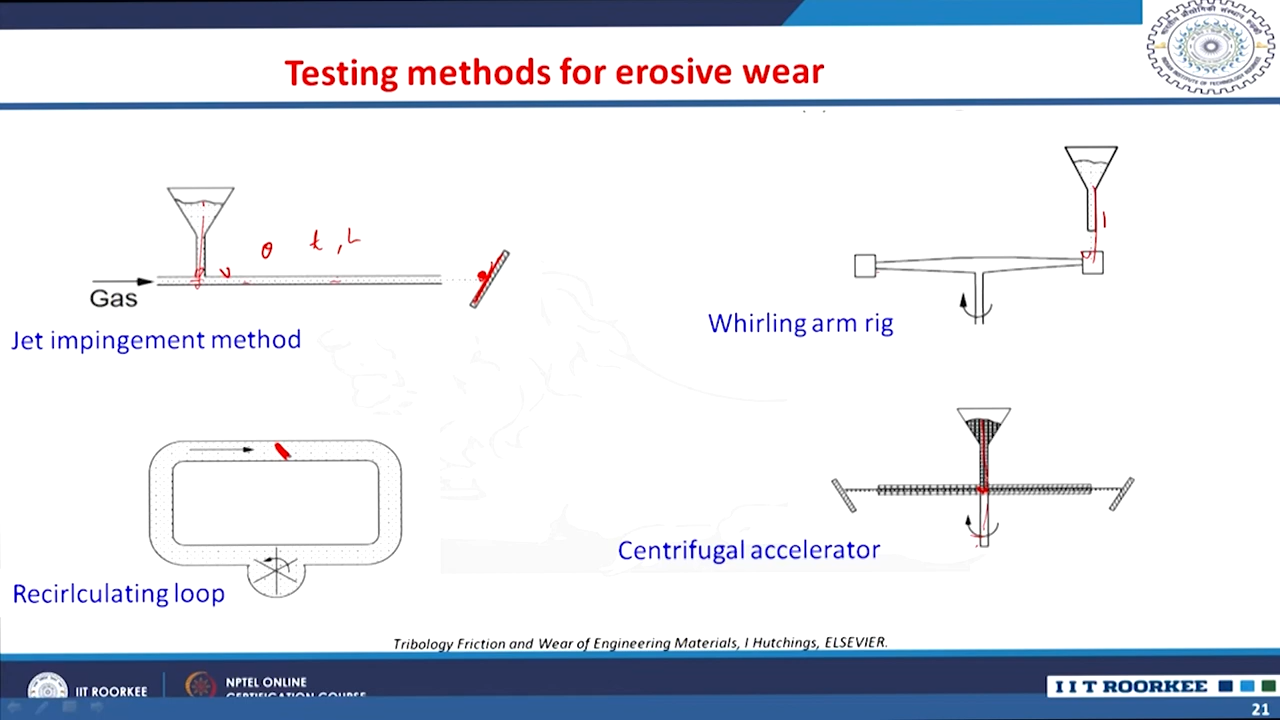 Testing methods for erosive wear
θ t , L
v
Gas
Jet impingement method
Whirling arm rig
Recirlculating loop
Centrifugal accelerator
Tribology Friction and Wear of Engineering Materials, I Hutchings, ELSEVIER.
IIT ROORKEE
NPTEL ONLINE
CERTIFICATION COURSE
IIT ROORKEE
21